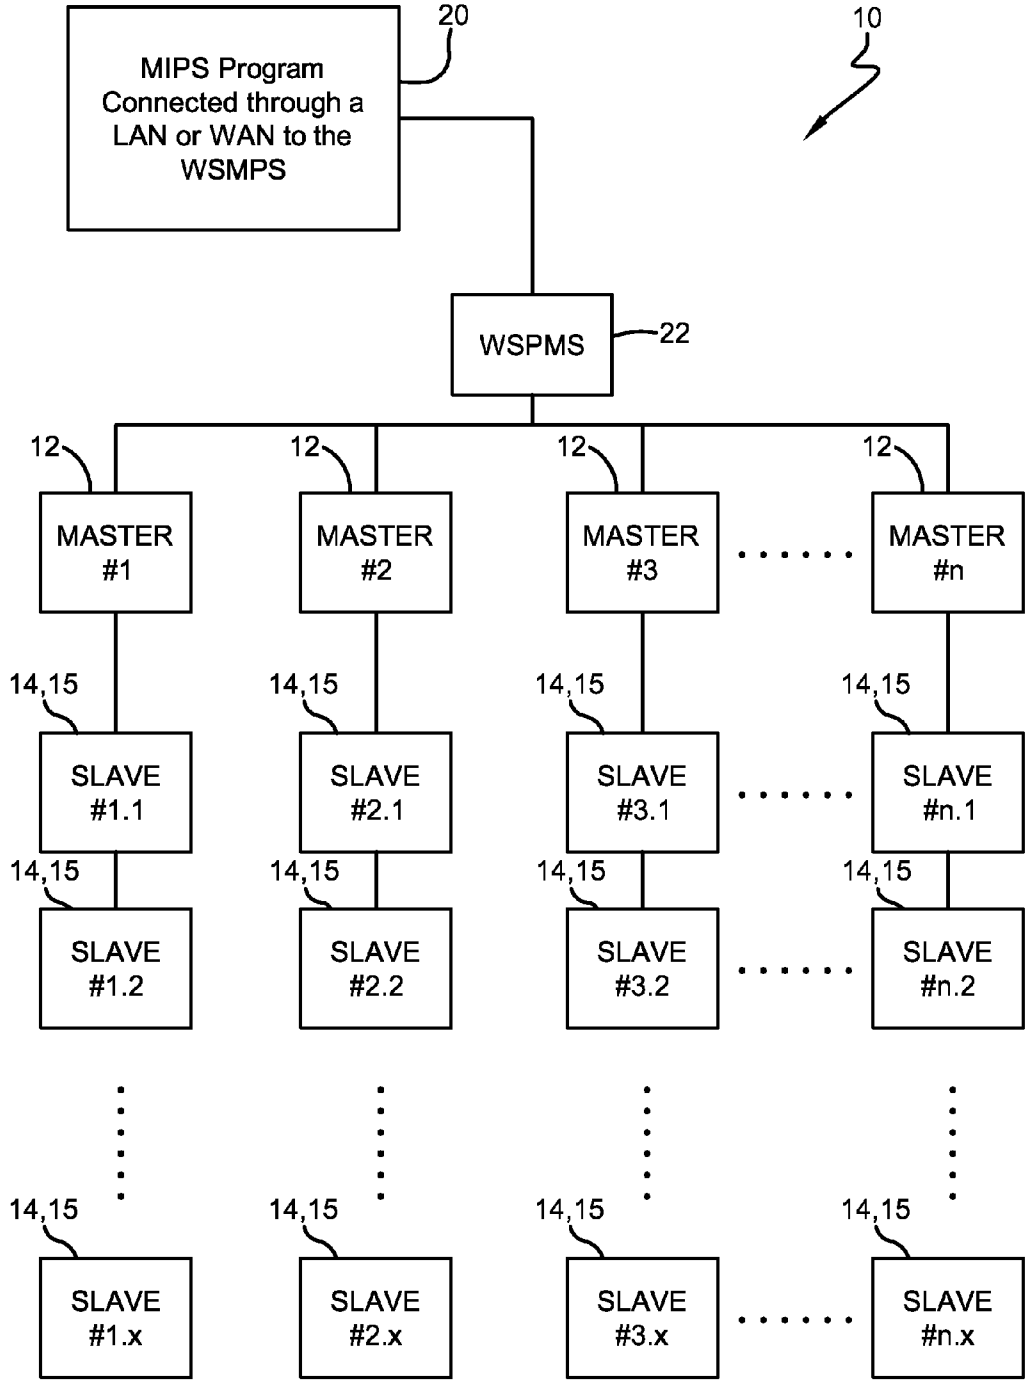 20
10
MIPS Program
Connected through a
LAN or WAN to the
WSMPS
WSPMS
22
12
12
12
12
MASTER
#1
MASTER
#2
MASTER
#3
MASTER
#n
14,15
14,15
14,15
14,15
SLAVE
#1.1
SLAVE
#2.1
SLAVE
#3.1
SLAVE
#n.1
14,15
14,15
14,15
14,15
SLAVE
#1.2
SLAVE
#2.2
SLAVE
#3.2
SLAVE
#n.2
14,15
14,15
14,15
14,15
SLAVE
#1.x
SLAVE
#2.x
SLAVE
#3.x
SLAVE
#n.x